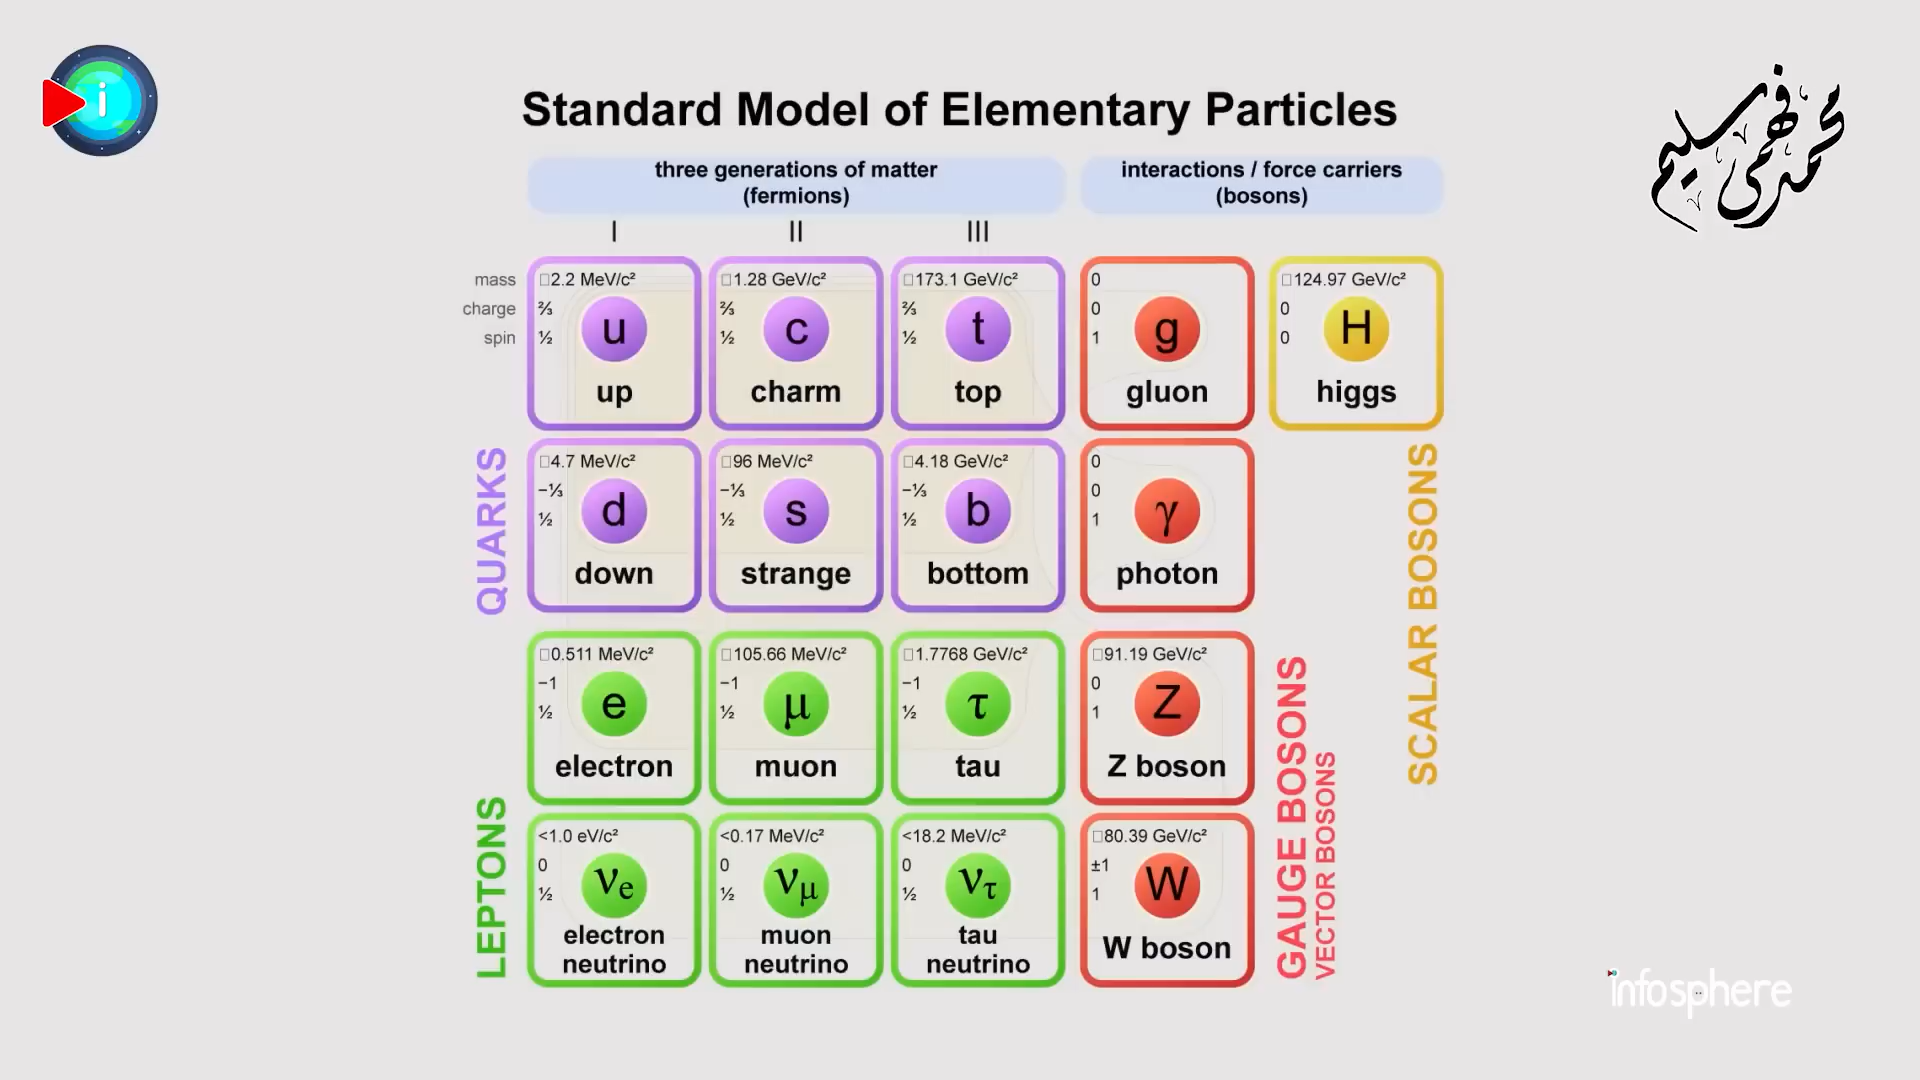 i
محمد فہیم سلیم
Standard Model of Elementary Particles
three generations of matter
(fermions)
interactions / force carriers
(bosons)
I II III
mass
charge
spin
□2.2 MeV/c²
⅔
½
u
up
□1.28 GeV/c²
⅔
½
c
charm
□173.1 GeV/c²
⅔
½
t
top
0
0
1
g
gluon
□124.97 GeV/c²
0
0
H
higgs
QUARKS
□4.7 MeV/c²
−⅓
½
d
down
□96 MeV/c²
−⅓
½
s
strange
□4.18 GeV/c²
−⅓
½
b
bottom
0
0
1
γ
photon
SCALAR BOSONS
LEPTONS
□0.511 MeV/c²
−1
½
e
electron
□105.66 MeV/c²
−1
½
μ
muon
□1.7768 GeV/c²
−1
½
τ
tau
□91.19 GeV/c²
0
1
Z
Z boson
<1.0 eV/c²
0
½
νe
electron
neutrino
<0.17 MeV/c²
0
½
νμ
muon
neutrino
<18.2 MeV/c²
0
½
ντ
tau
neutrino
□80.39 GeV/c²
±1
1
W
W boson
GAUGE BOSONS
VECTOR BOSONS
infosphere